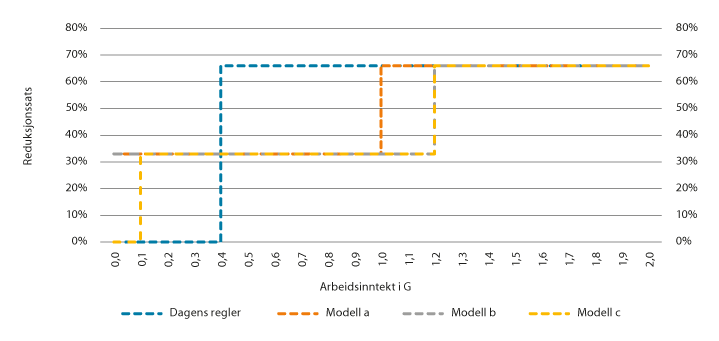 80% 80%
70% 70%
60% 60%
50% 50%
40% 40%
30% 30%
20% 20%
10% 10%
0% 0%
Reduksjonssats
0,0 0,1 0,2 0,3 0,4 0,5 0,6 0,7 0,8 0,9 1,0 1,1 1,2 1,3 1,4 1,5 1,6 1,7 1,8 1,9 2,0
Arbeidsinntekt i G
Dagens regler Modell a Modell b Modell c